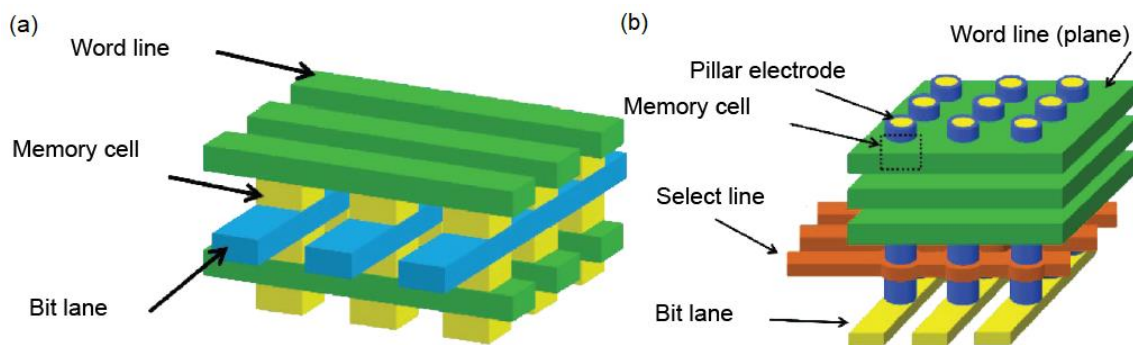 (a)
Word line
Memory cell
Bit lane
(b)
Word line (plane)
Pillar electrode
Memory cell
Select line
Bit lane